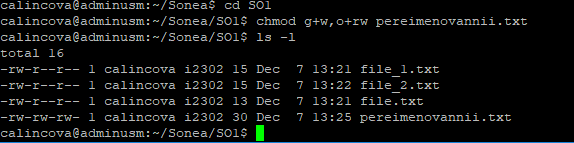 calincova@adminusm:~/Sonea$ cd SO1
calincova@adminusm:~/Sonea/SO1$ chmod g+w,o+rw pereimenovannii.txt
calincova@adminusm:~/Sonea/SO1$ ls -l
total 16
-rw-r--r-- 1 calincova i2302 15 Dec  7 13:21 file_1.txt
-rw-r--r-- 1 calincova i2302 15 Dec  7 13:22 file_2.txt
-rw-r--r-- 1 calincova i2302 13 Dec  7 13:21 file.txt
-rw-rw-rw- 1 calincova i2302 30 Dec  7 13:25 pereimenovannii.txt
calincova@adminusm:~/Sonea/SO1$